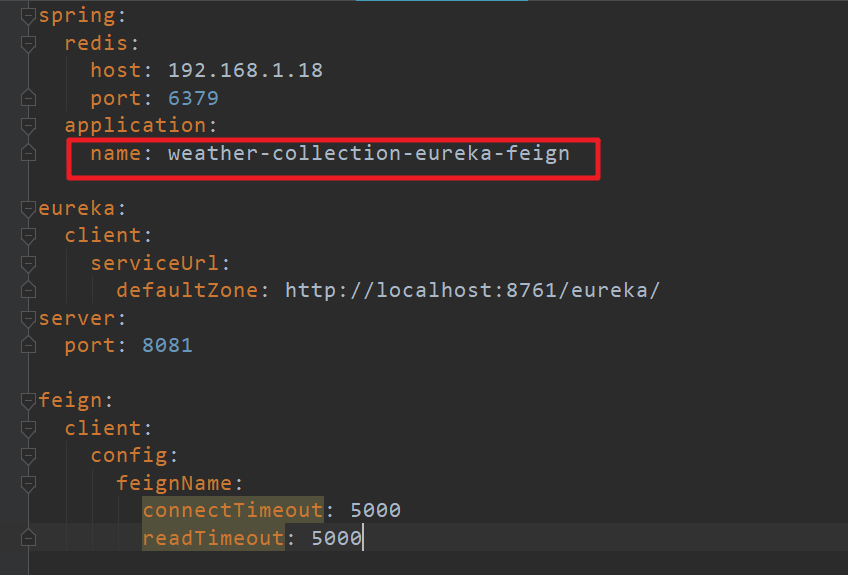 spring:
  redis:
    host: 192.168.1.18
    port: 6379
  application:
    name: weather-collection-eureka-feign

eureka:
  client:
    serviceUrl:
      defaultZone: http://localhost:8761/eureka/
server:
  port: 8081

feign:
  client:
    config:
      feignName:
        connectTimeout: 5000
        readTimeout: 5000